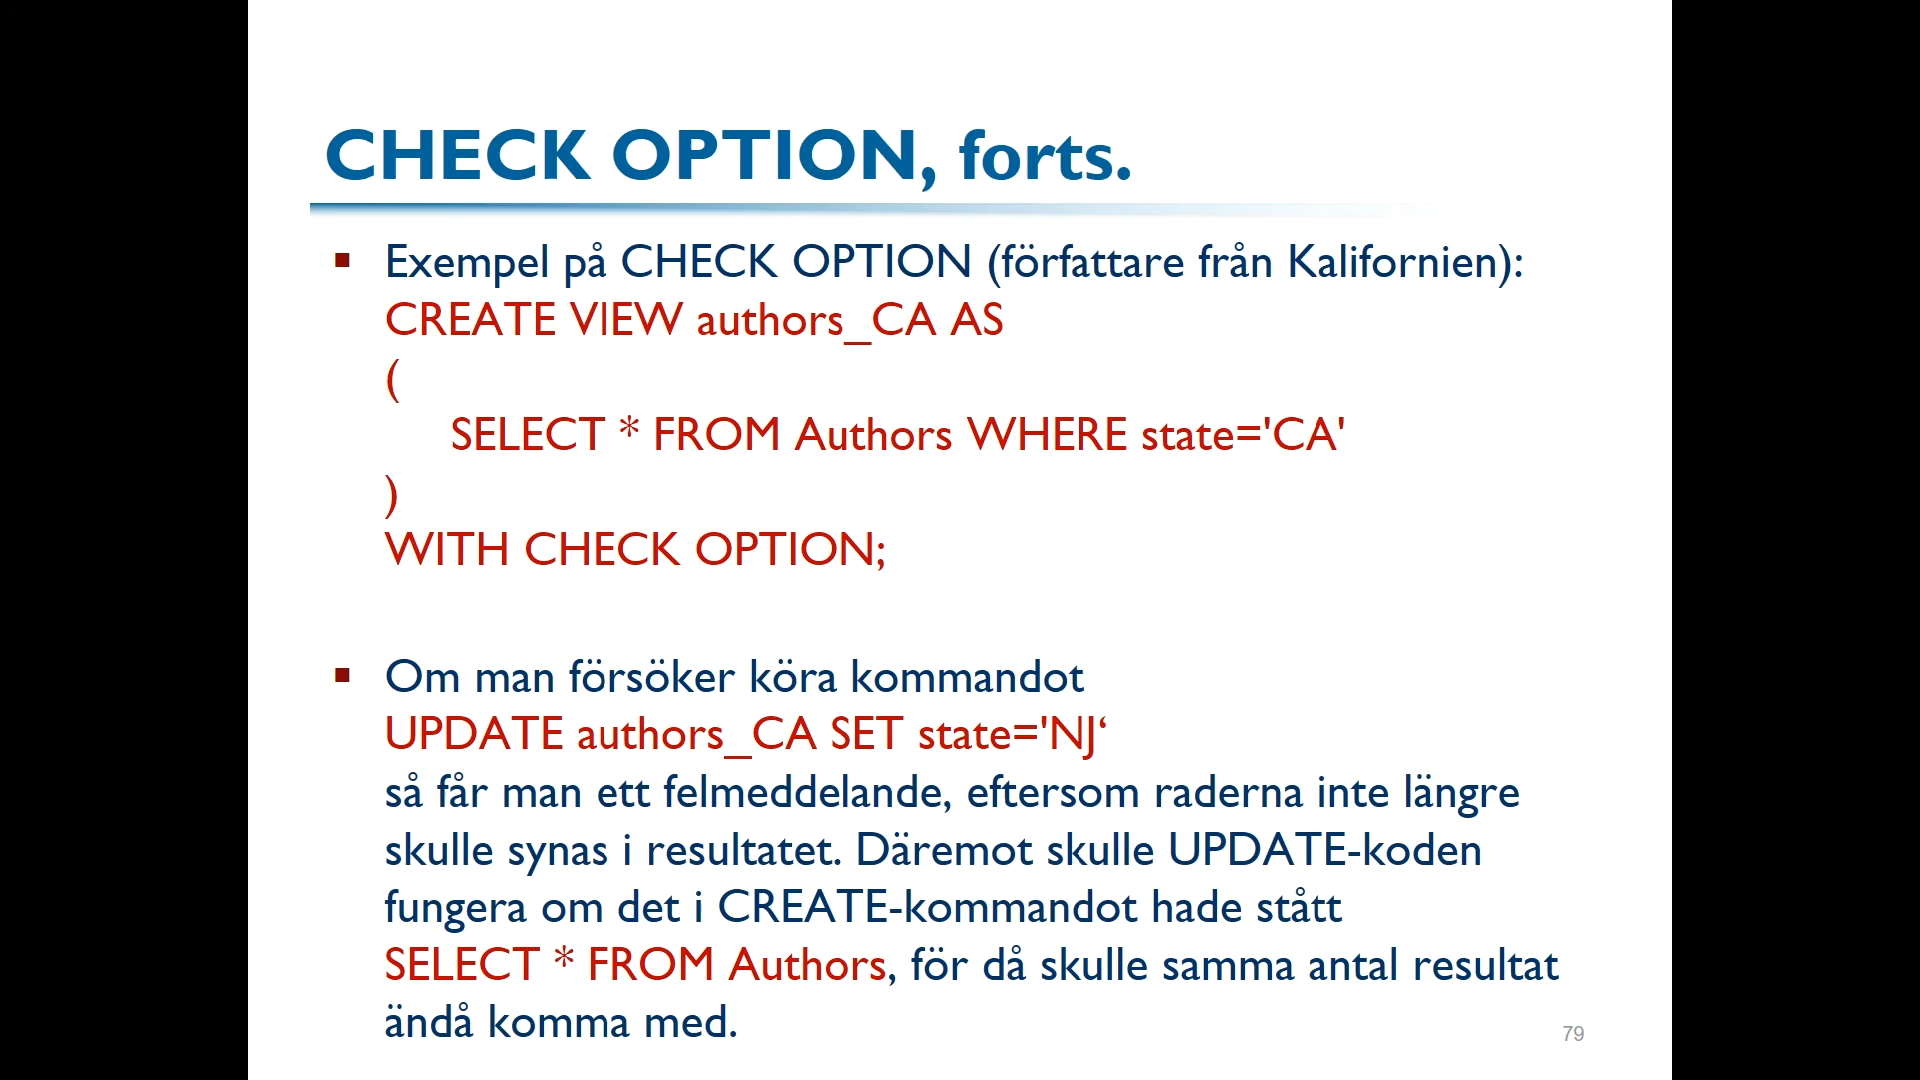 CHECK OPTION, forts.
▪ Exempel på CHECK OPTION (författare från Kalifornien):
CREATE VIEW authors_CA AS
(
SELECT * FROM Authors WHERE state='CA'
)
WITH CHECK OPTION;
▪ Om man försöker köra kommandot
UPDATE authors_CA SET state='NJ‘
så får man ett felmeddelande, eftersom raderna inte längre
skulle synas i resultatet. Däremot skulle UPDATE-koden
fungera om det i CREATE-kommandot hade stått
SELECT * FROM Authors, för då skulle samma antal resultat
ändå komma med.
79